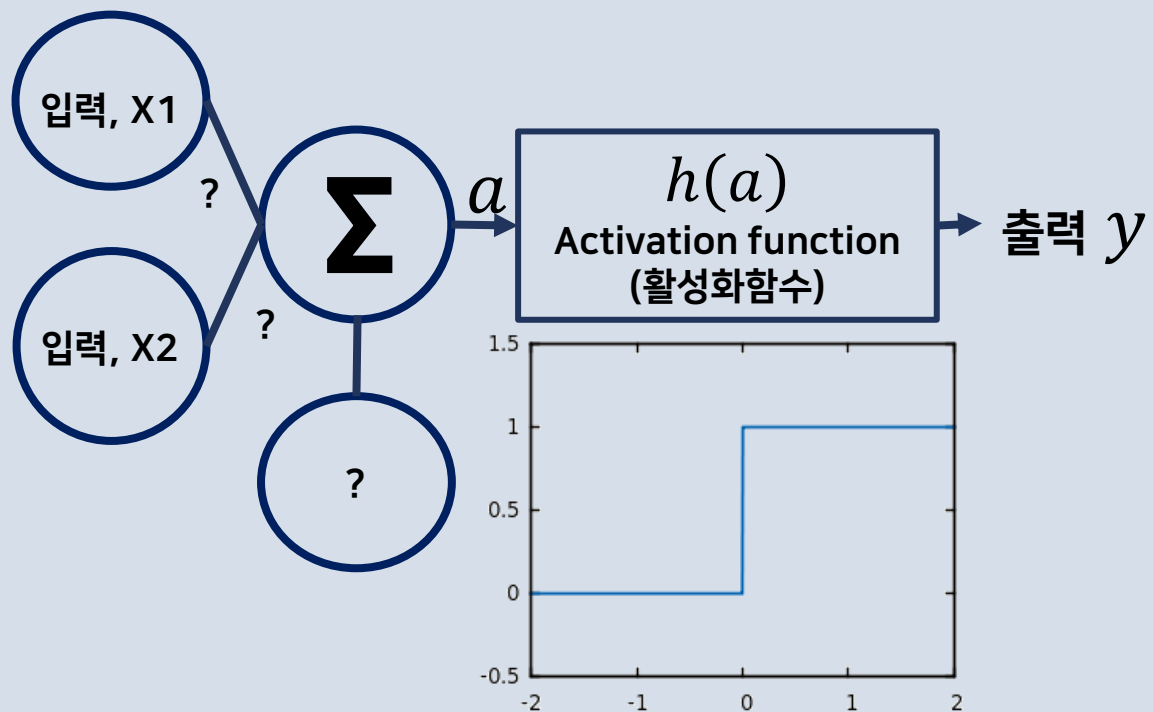 입력, X1
?
입력, X2
?
Σ
?
a
h(a)
Activation function
(활성화함수)
출력 y
1.5
1
0.5
0
-0.5
-2 -1 0 1 2